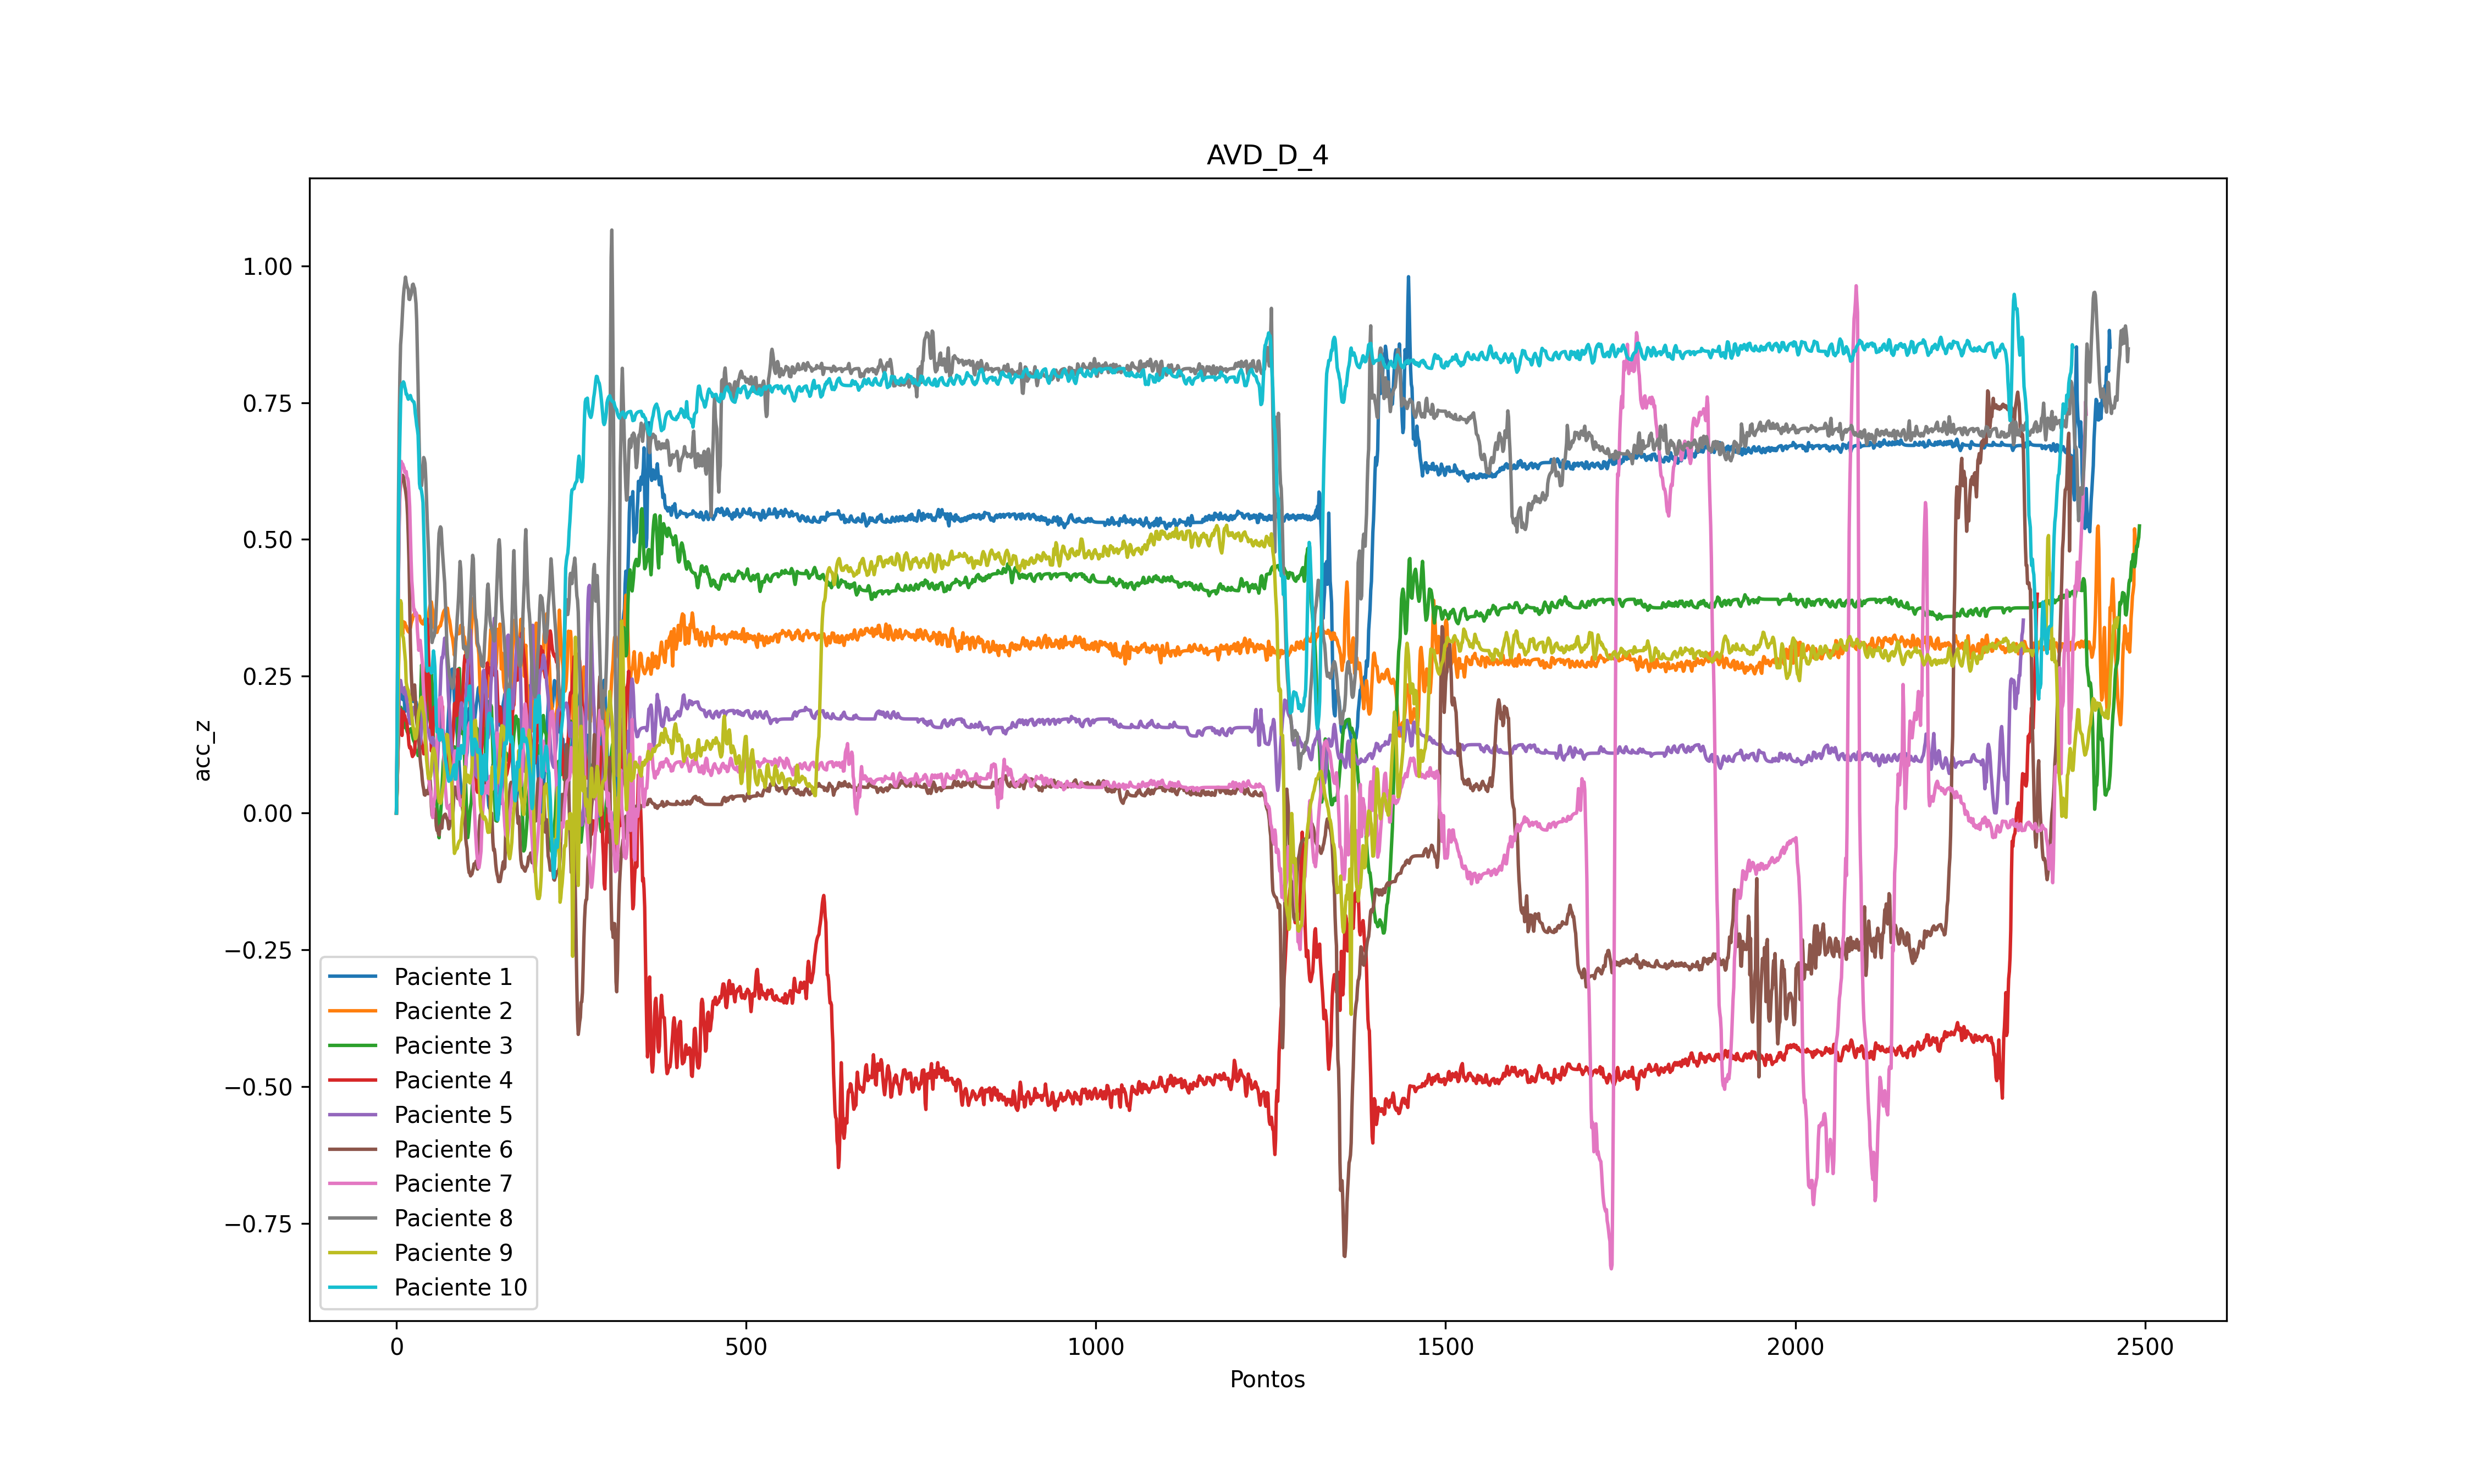 AVD_D_4
acc_z
1.00
0.75
0.50
0.25
0.00
−0.25
−0.50
−0.75
Paciente 1
Paciente 2
Paciente 3
Paciente 4
Paciente 5
Paciente 6
Paciente 7
Paciente 8
Paciente 9
Paciente 10
0 500 1000 1500 2000 2500
Pontos